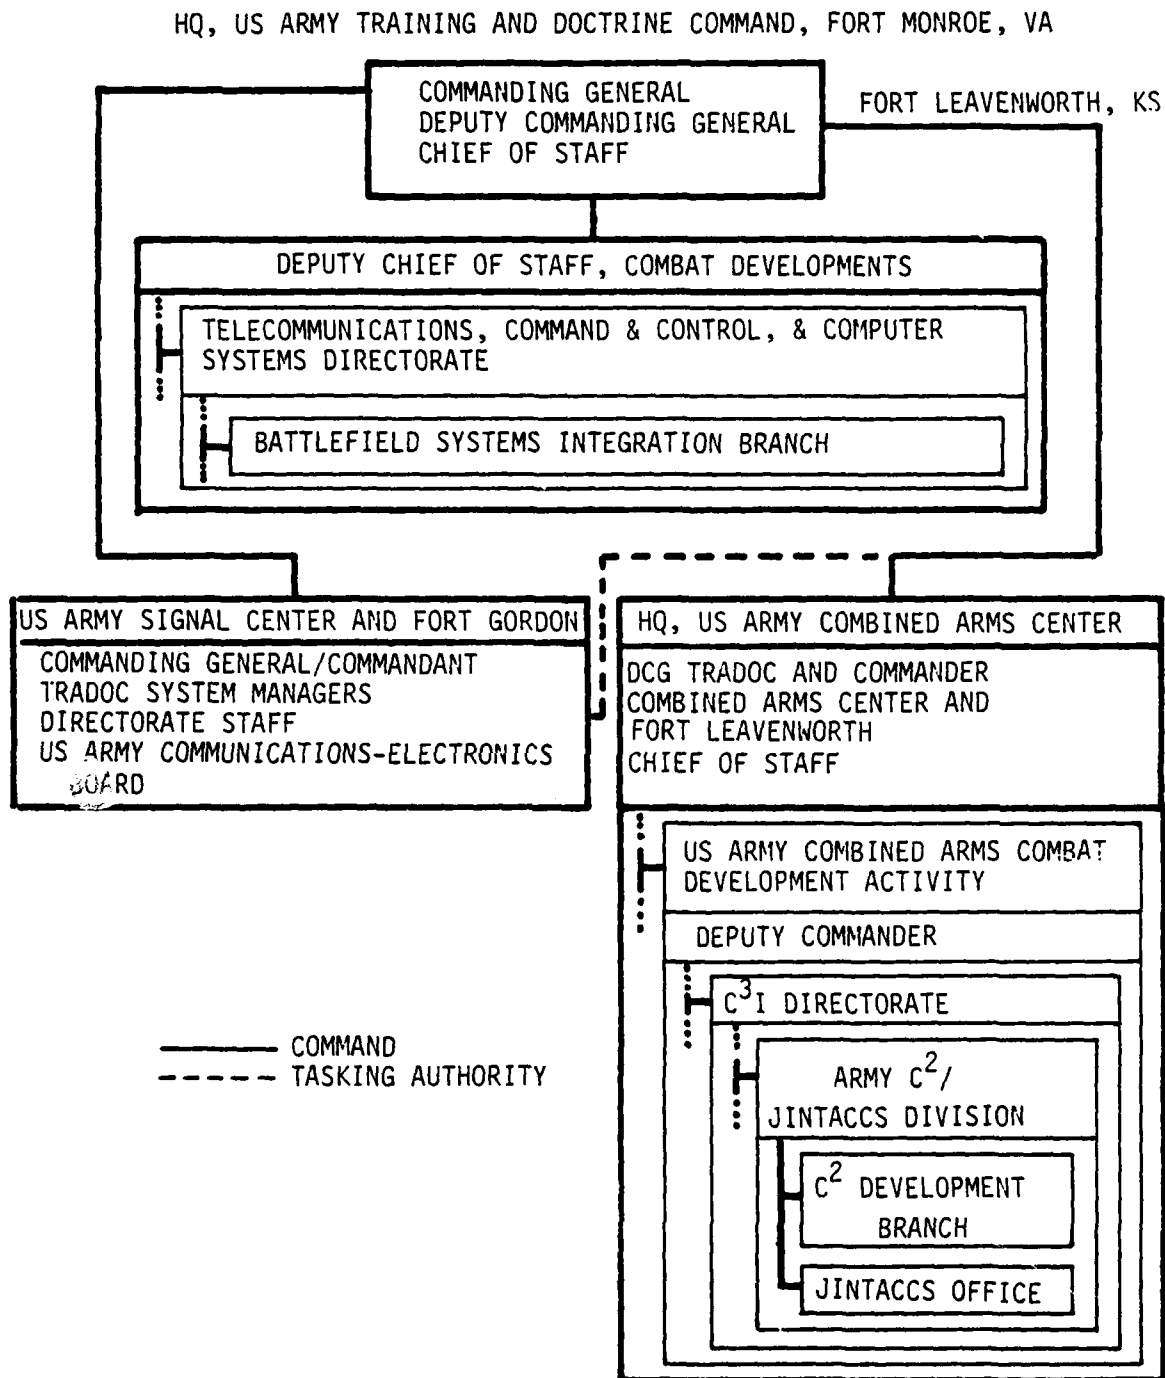 HQ, US ARMY TRAINING AND DOCTRINE COMMAND, FORT MONROE, VA
COMMANDING GENERAL
DEPUTY COMMANDING GENERAL
CHIEF OF STAFF
FORT LEAVENWORTH, KS
DEPUTY CHIEF OF STAFF, COMBAT DEVELOPMENTS
TELECOMMUNICATIONS, COMMAND & CONTROL, & COMPUTER
SYSTEMS DIRECTORATE
BATTLEFIELD SYSTEMS INTEGRATION BRANCH
US ARMY SIGNAL CENTER AND FORT GORDON
COMMANDING GENERAL/COMMANDANT
TRADOC SYSTEM MANAGERS
DIRECTORATE STAFF
US ARMY COMMUNICATIONS-ELECTRONICS
BOARD
HQ, US ARMY COMBINED ARMS CENTER
DCG TRADOC AND COMMANDER
COMBINED ARMS CENTER AND
FORT LEAVENWORTH
CHIEF OF STAFF
US ARMY COMBINED ARMS COMBAT
DEVELOPMENT ACTIVITY
DEPUTY COMMANDER
C³I DIRECTORATE
ARMY C²/
JINTACCS DIVISION
C² DEVELOPMENT
BRANCH
JINTACCS OFFICE
COMMAND
TASKING AUTHORITY